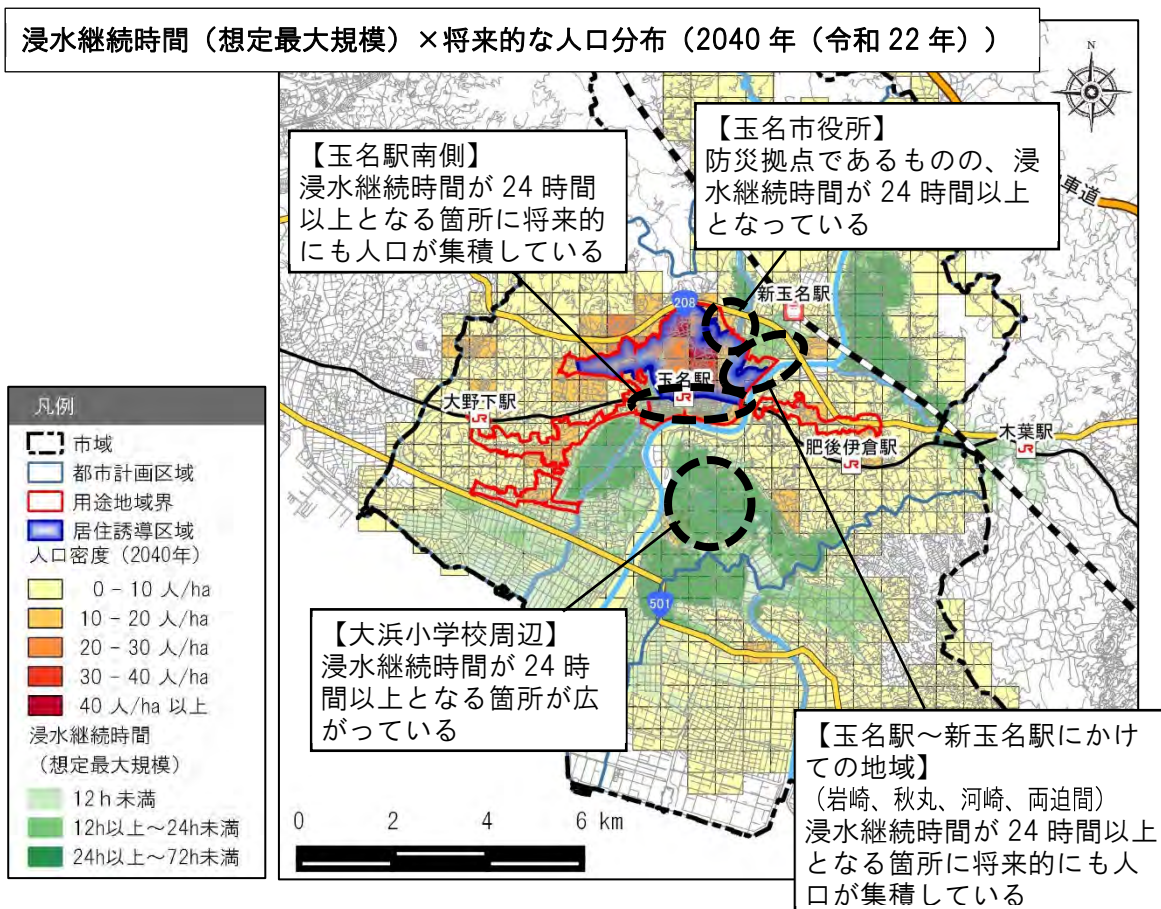 浸水継続時間（想定最大規模）×将来的な人口分布（2040 年（令和 22 年））
N
【玉名駅南側】
浸水継続時間が 24 時間
以上となる箇所に将来的
にも人口が集積している
【玉名市役所】
防災拠点であるものの、浸
水継続時間が 24 時間以上
となっている
車道
新玉名駅
208
玉名駅
JR
大野下駅
JR
肥後伊倉駅
JR
木葉駅
JR
501
凡例
市域
都市計画区域
用途地域界
居住誘導区域
人口密度（2040年）
0 - 10 人/ha
10 - 20 人/ha
20 - 30 人/ha
30 - 40 人/ha
40 人/ha 以上
浸水継続時間
（想定最大規模）
12ｈ未満
12h以上～24h未満
24h以上～72h未満
【大浜小学校周辺】
浸水継続時間が 24 時
間以上となる箇所が広
がっている
【玉名駅～新玉名駅にかけ
ての地域】
（岩崎、秋丸、河崎、両迫間）
浸水継続時間が 24 時間以上
となる箇所に将来的にも人
口が集積している
0 2 4 6 km